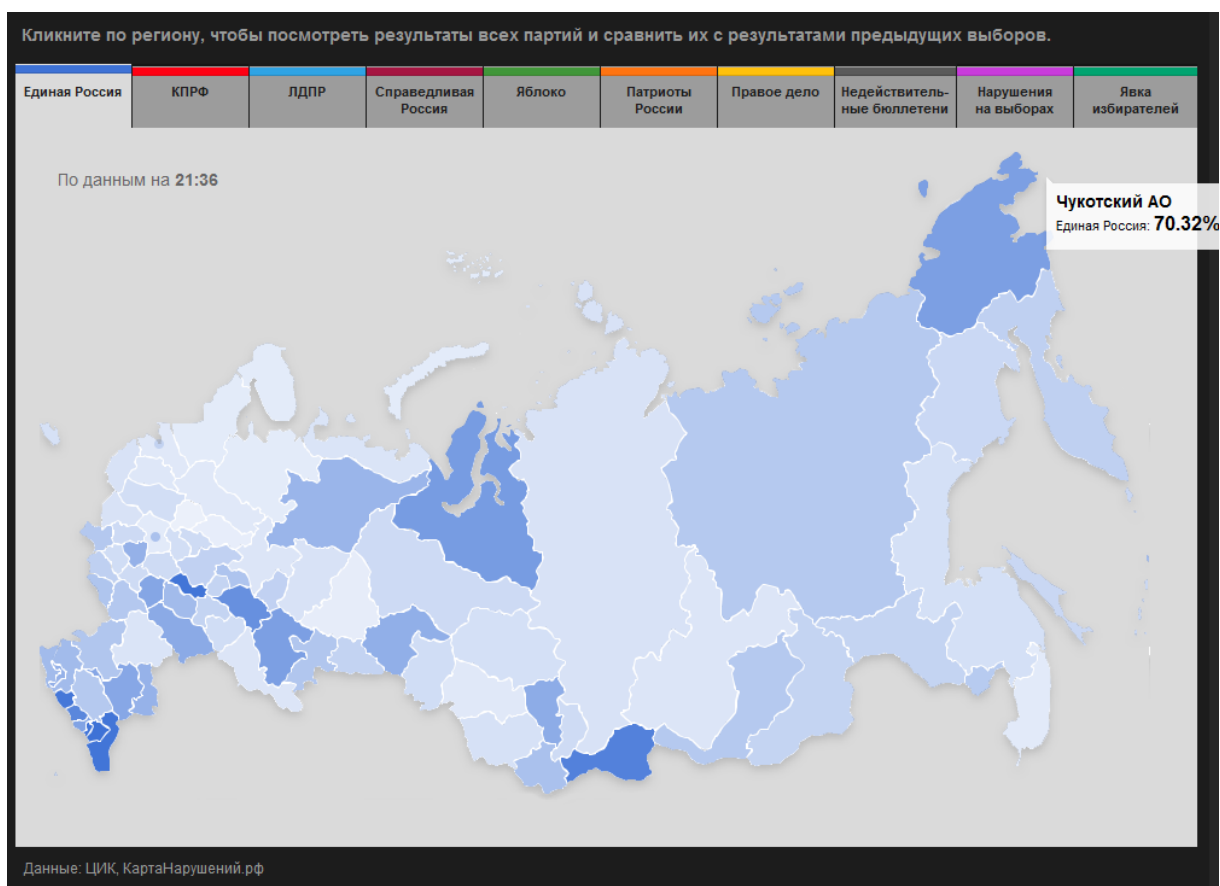 Кликните по региону, чтобы посмотреть результаты всех партий и сравнить их с результатами предыдущих выборов.
Единая Россия
КПРФ
ЛДПР
Справедливая
Россия
Яблоко
Патриоты
России
Правое дело
Недействитель-
ные бюллетени
Нарушения
на выборах
Явка
избирателей
По данным на 21:36
Чукотский АО
Единая Россия: 70.32%
Данные: ЦИК, КартаНарушений.рф